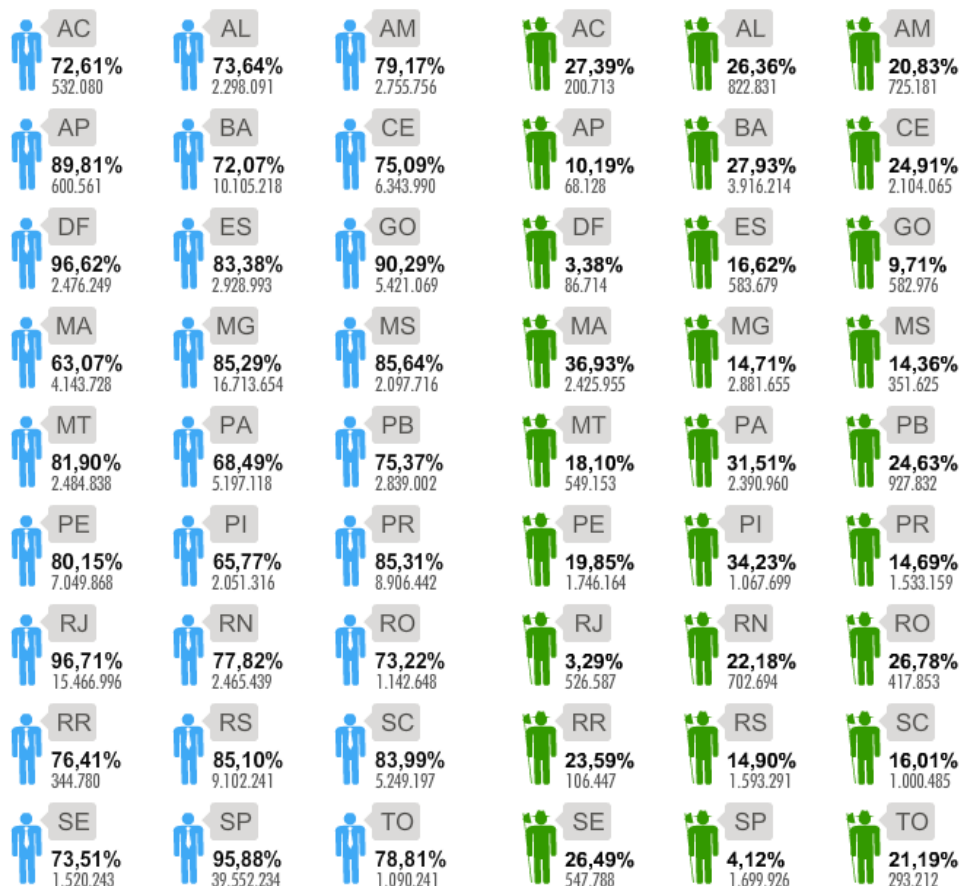 AC AL AM AC AL AM
72,61% 73,64% 79,17% 27,39% 26,36% 20,83%
532.080 2.298.091 2.755.756 200.713 822.831 725.181
AP BA CE AP BA CE
89,81% 72,07% 75,09% 10,19% 27,93% 24,91%
600.561 10.105.218 6.343.990 68.128 3.916.214 2.104.065
DF ES GO DF ES GO
96,62% 83,38% 90,29% 3,38% 16,62% 9,71%
2.476.249 2.928.993 5.421.069 86.714 583.679 582.976
MA MG MS MA MG MS
63,07% 85,29% 85,64% 36,93% 14,71% 14,36%
4.143.728 16.713.654 2.097.716 2.425.955 2.881.655 351.625
MT PA PB MT PA PB
81,90% 68,49% 75,37% 18,10% 31,51% 24,63%
2.484.838 5.197.118 2.839.002 549.153 2.390.960 927.832
PE PI PR PE PI PR
80,15% 65,77% 85,31% 19,85% 34,23% 14,69%
7.049.868 2.051.316 8.906.442 1.746.164 1.067.699 1.533.159
RJ RN RO RJ RN RO
96,71% 77,82% 73,22% 3,29% 22,18% 26,78%
15.466.996 2.465.439 1.142.648 526.587 702.694 417.853
RR RS SC RR RS SC
76,41% 85,10% 83,99% 23,59% 14,90% 16,01%
344.780 9.102.241 5.249.197 106.447 1.593.291 1.000.485
SE SP TO SE SP TO
73,51% 95,88% 78,81% 26,49% 4,12% 21,19%
1.520.243 39.552.234 1.090.241 547.788 1.699.926 293.212